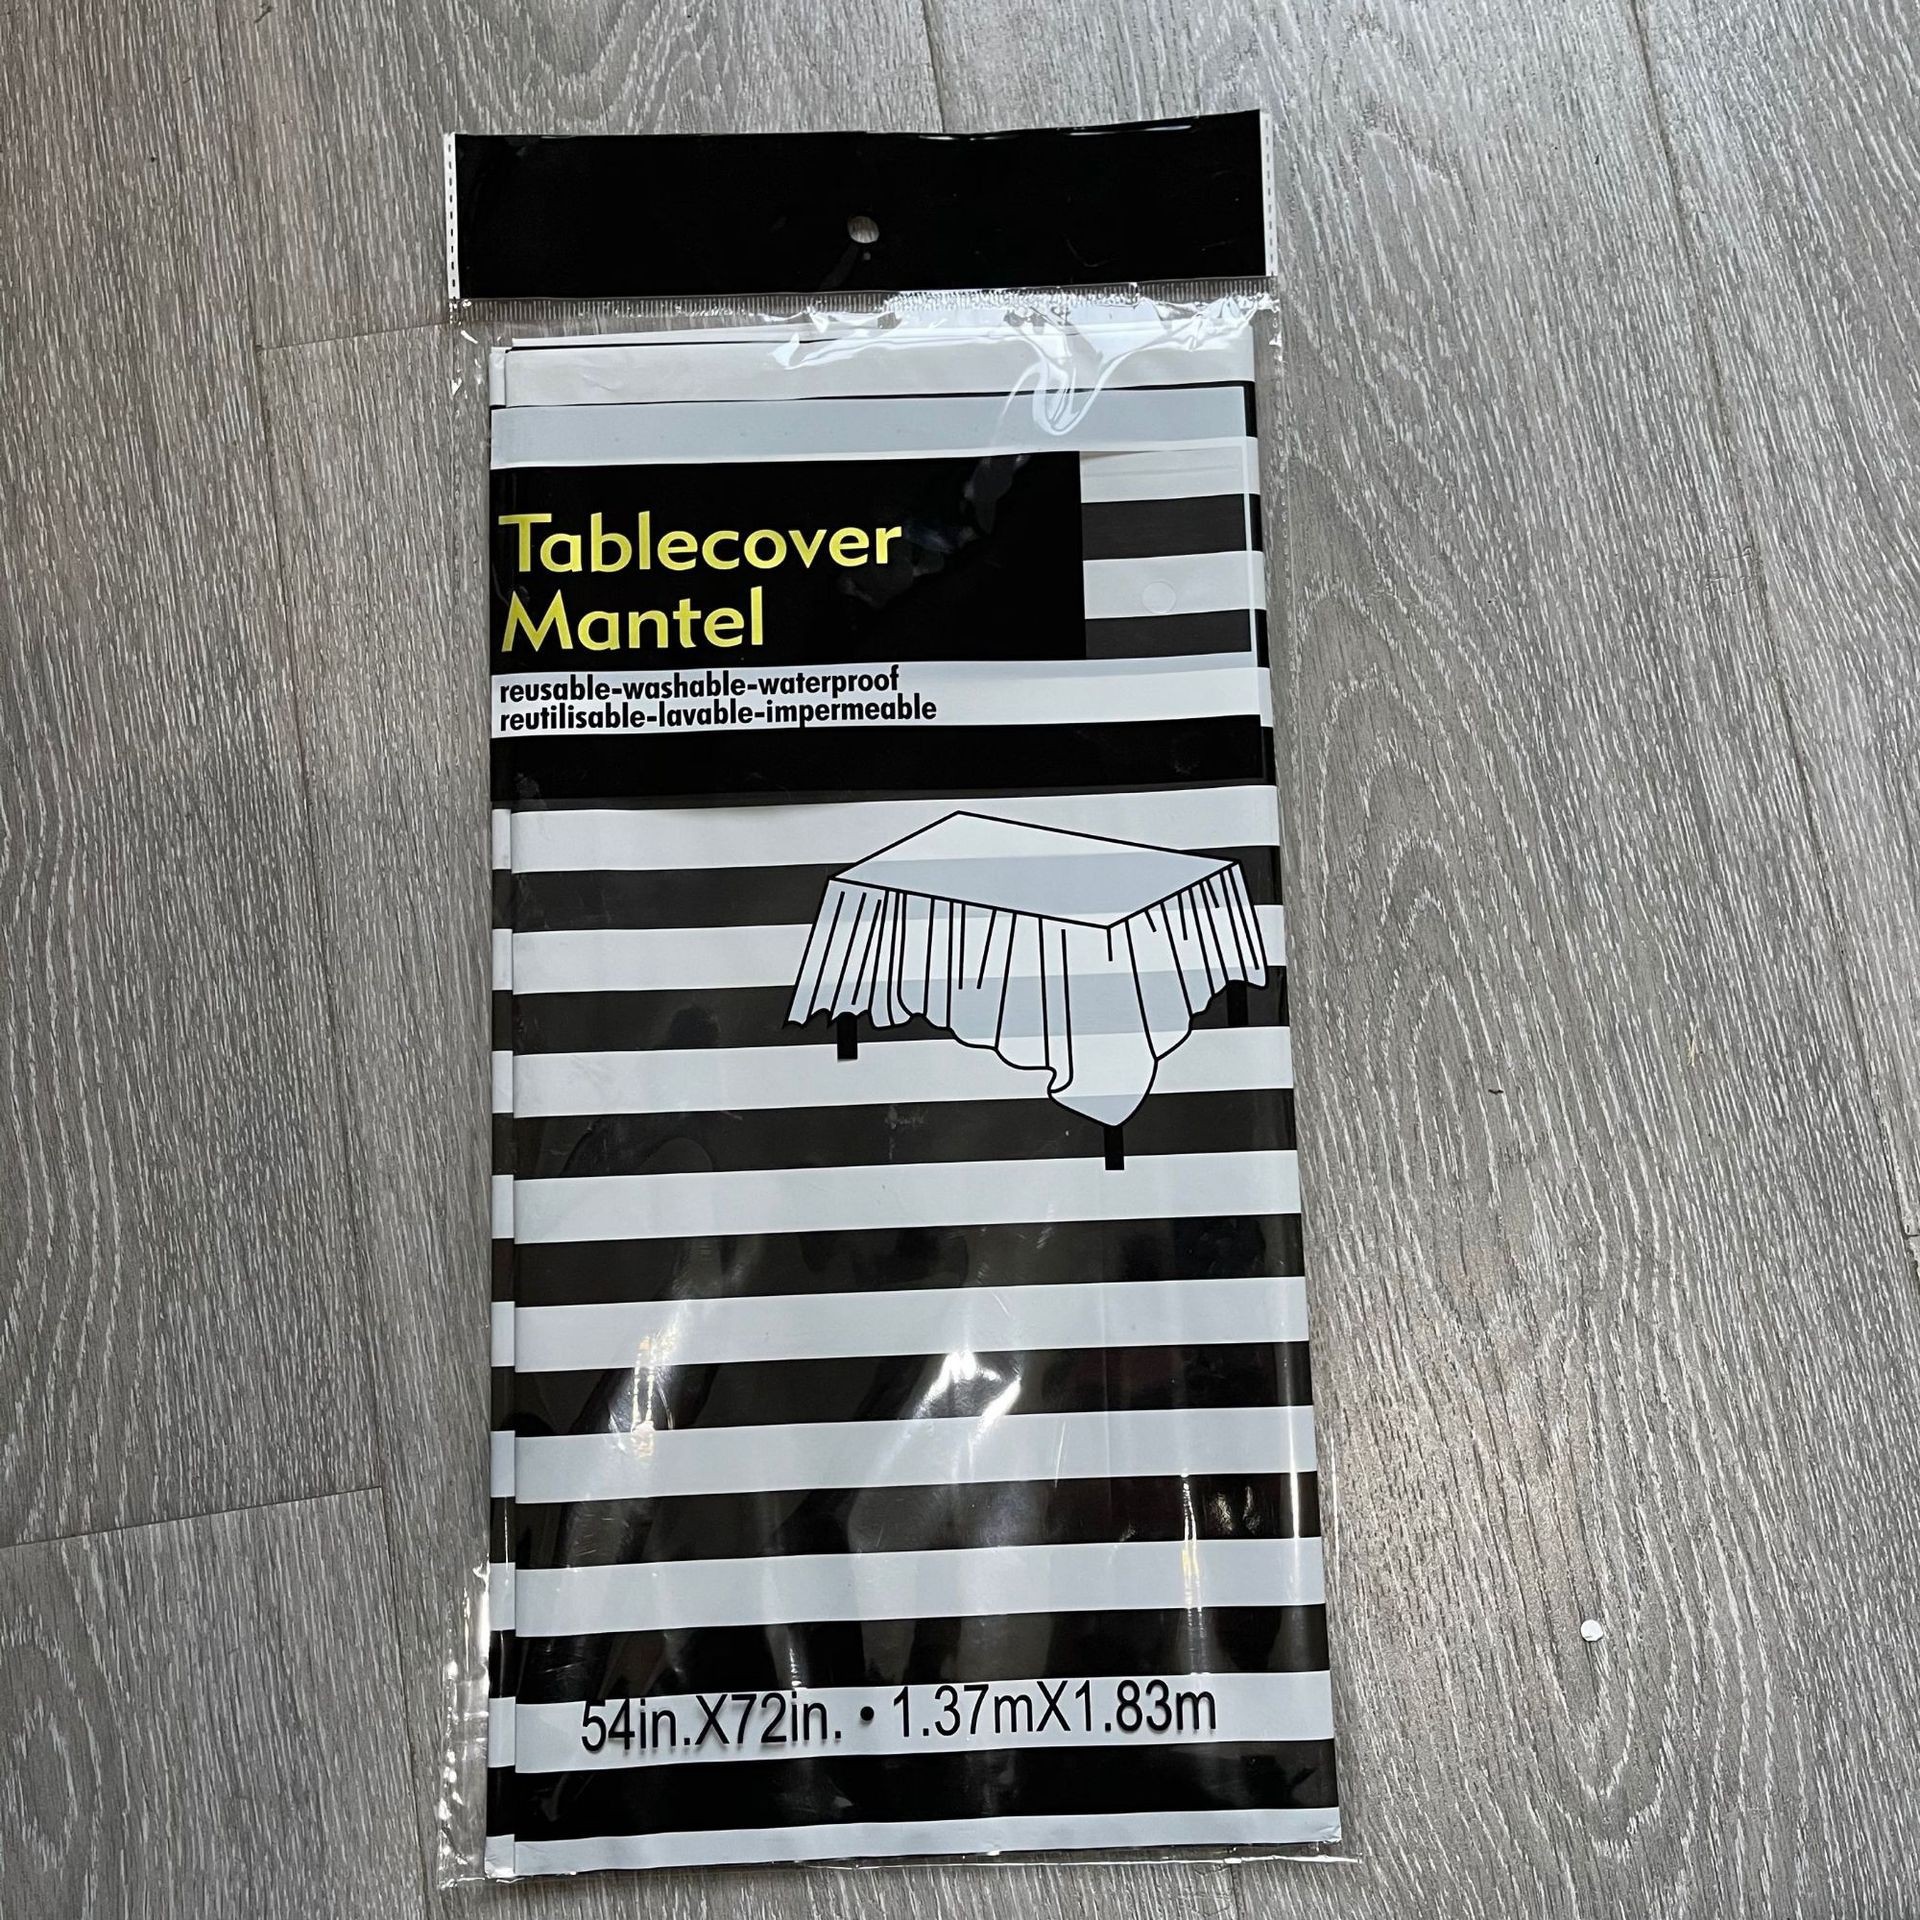 Tablecover
Mantel
reusable-washable-waterproof
reutilisable-lavable-impermeable
54in.X72in. • 1.37mX1.83m